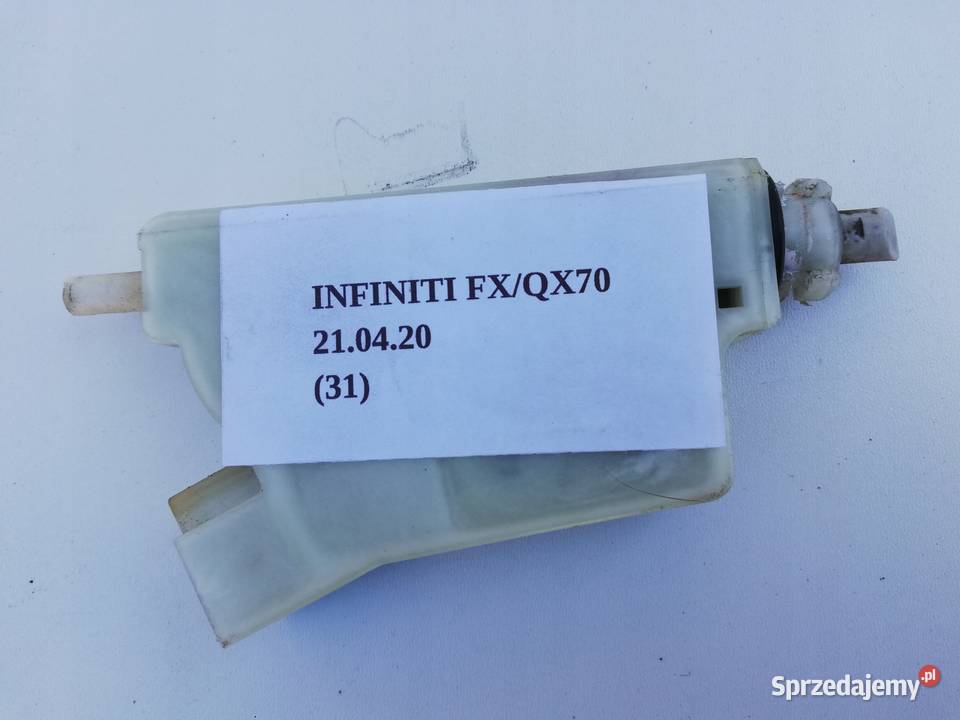 INFINITI FX/QX70
21.04.20
(31)
Sprzedajemy.pl